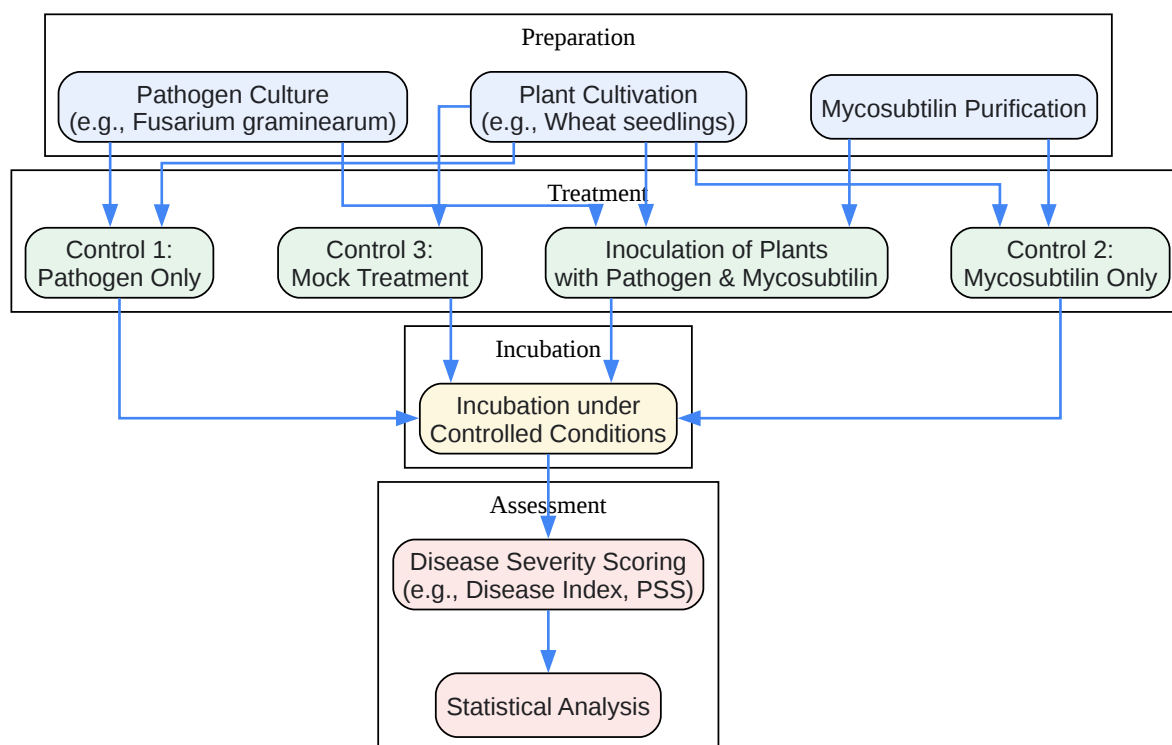 Preparation
Pathogen Culture
(e.g., Fusarium graminearum)
Plant Cultivation
(e.g., Wheat seedlings)
Mycosubtilin Purification
Treatment
Control 1:
Pathogen Only
Control 3:
Mock Treatment
Inoculation of Plants
with Pathogen & Mycosubtilin
Control 2:
Mycosubtilin Only
Incubation
Incubation under
Controlled Conditions
Assessment
Disease Severity Scoring
(e.g., Disease Index, PSS)
Statistical Analysis